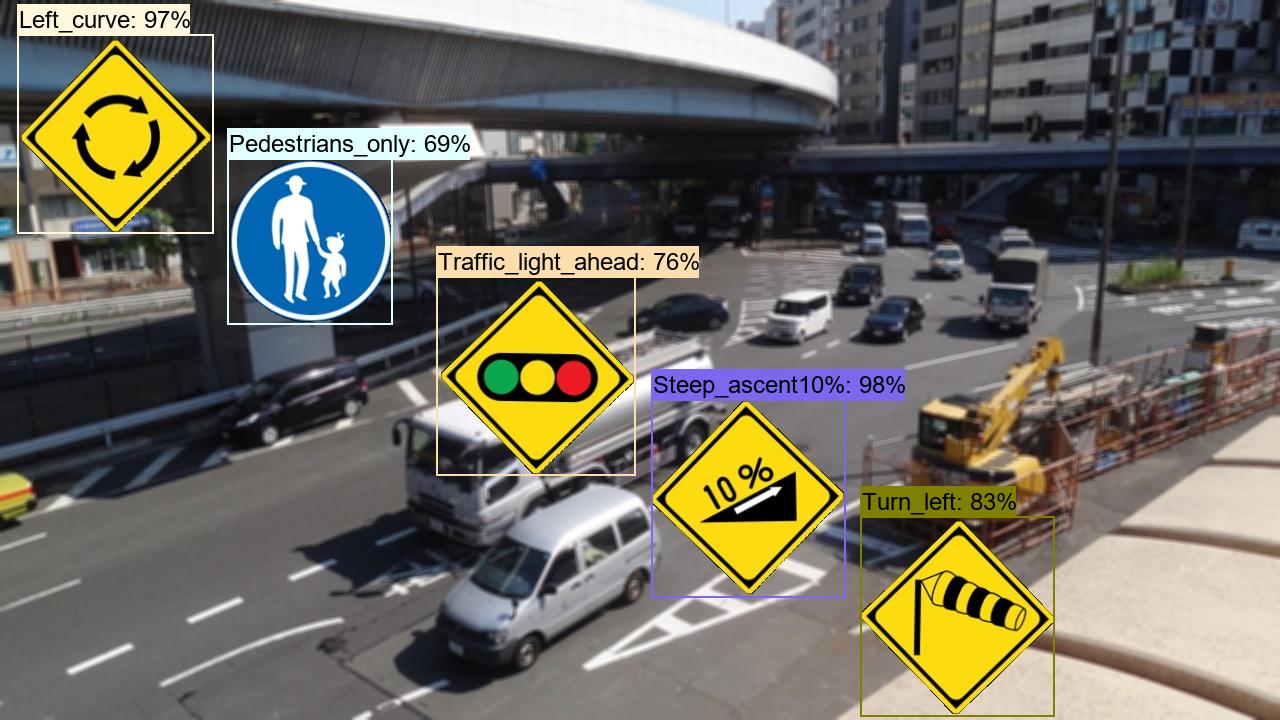 Left_curve: 97%
Pedestrians_only: 69%
Traffic_light_ahead: 76%
Steep_ascent10%: 98%
10 %
Turn_left: 83%